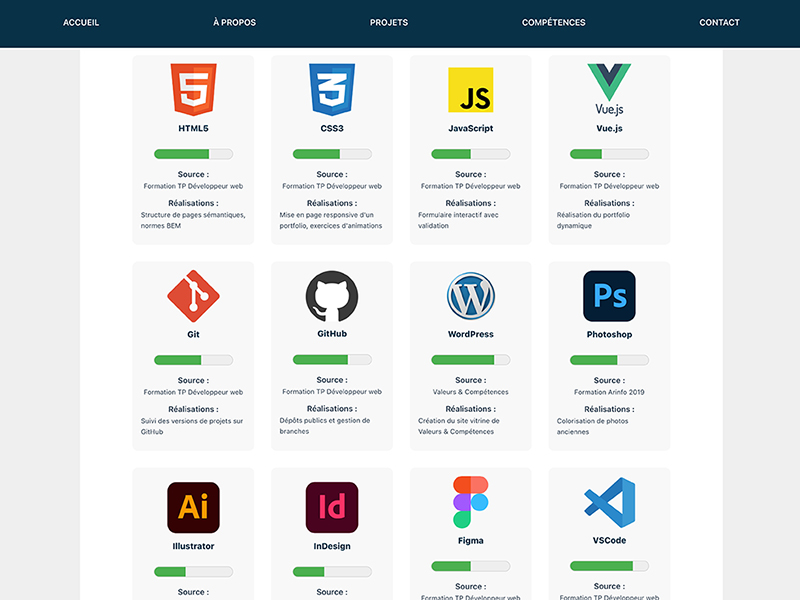 ACCUEIL
À PROPOS
PROJETS
COMPÉTENCES
CONTACT
5
HTML5
Source :
Formation TP Développeur web
Réalisations :
Structure de pages sémantiques,
normes BEM
3
CSS3
Source :
Formation TP Développeur web
Réalisations :
Mise en page responsive d'un
portfolio, exercices d'animations
JS
JavaScript
Source :
Formation TP Développeur web
Réalisations :
Formulaire interactif avec
validation
Vue.js
Vue.js
Source :
Formation TP Développeur web
Réalisations :
Réalisation du portfolio
dynamique
Git
Source :
Formation TP Développeur web
Réalisations :
Suivi des versions de projets sur
GitHub
GitHub
Source :
Formation TP Développeur web
Réalisations :
Dépôts publics et gestion de
branches
W
WordPress
Source :
Valeurs & Compétences
Réalisations :
Création du site vitrine de
Valeurs & Compétences
Ps
Photoshop
Source :
Formation Arinfo 2019
Réalisations :
Colorisation de photos
anciennes
Ai
Illustrator
Source :
Id
InDesign
Source :
Figma
Source :
Formation TP Développeur web
VSCode
Source :
Formation TP Développeur web